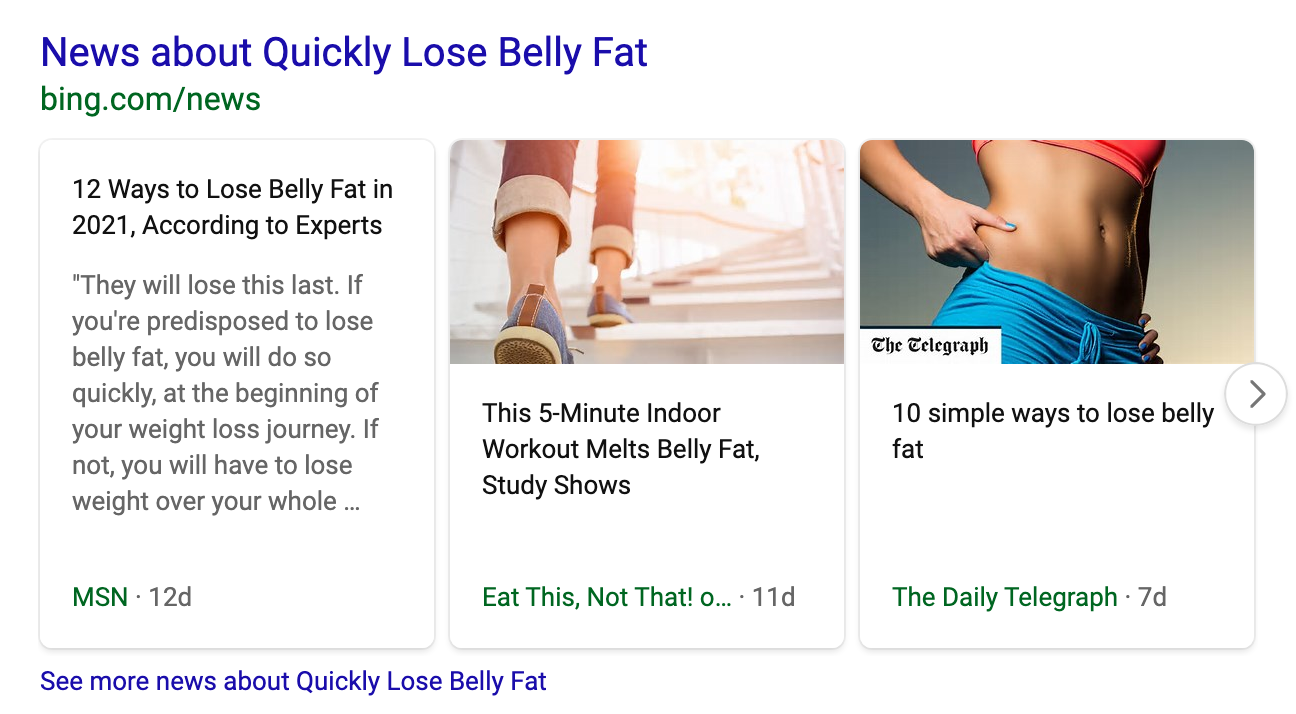 News about Quickly Lose Belly Fat
bing.com/news
12 Ways to Lose Belly Fat in
2021, According to Experts
"They will lose this last. If
you're predisposed to lose
belly fat, you will do so
quickly, at the beginning of
your weight loss journey. If
not, you will have to lose
weight over your whole ...
MSN · 12d
This 5-Minute Indoor
Workout Melts Belly Fat,
Study Shows
Eat This, Not That! o... · 11d
The Telegraph
10 simple ways to lose belly
fat
The Daily Telegraph · 7d
See more news about Quickly Lose Belly Fat